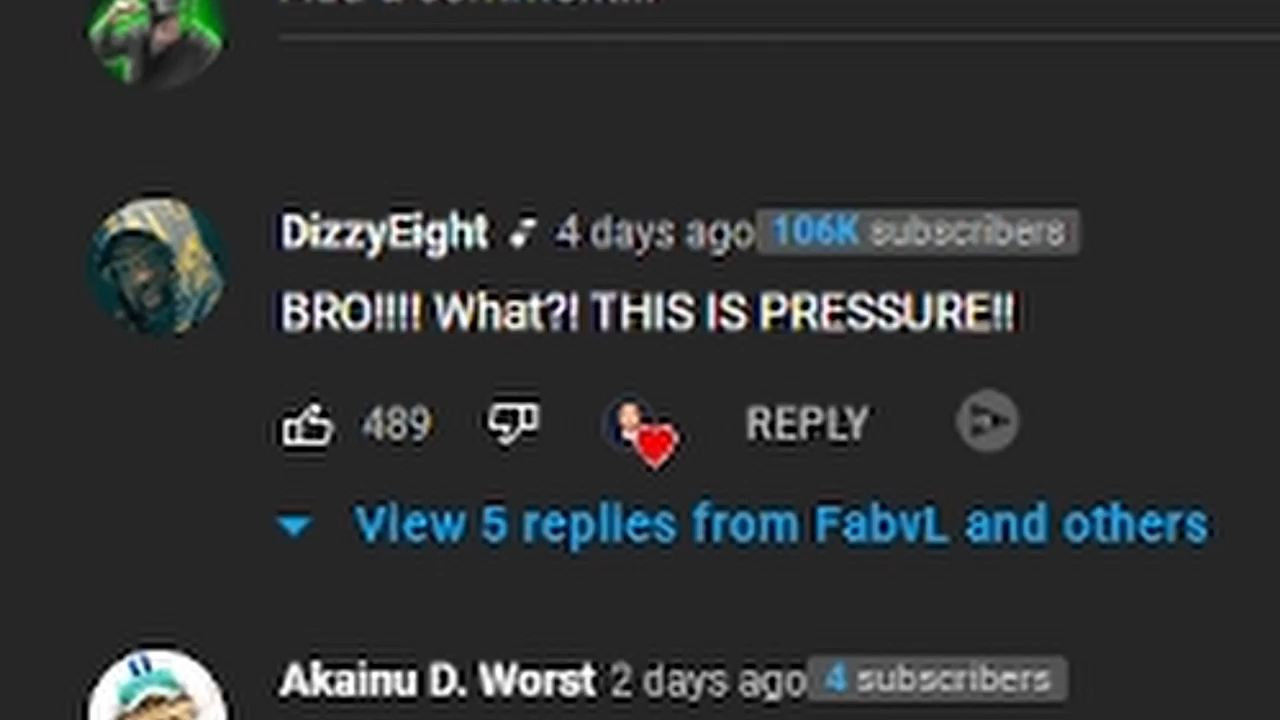 DizzyEight 4 days ago 106K subscribers
BRO!!!! What?! THIS IS PRESSURE!!
489 REPLY
View 5 replies from FabvL and others
Akainu D. Worst 2 days ago 4 subscribers